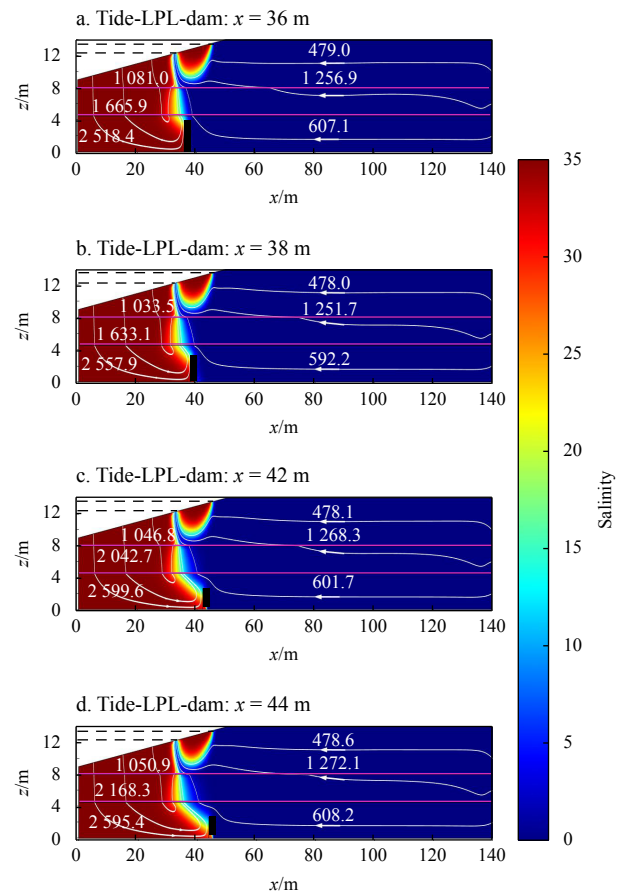 a. Tide-LPL-dam: x = 36 m
z/m
12
8
4
0
479.0
1 081.0
1 256.9
1 665.9
2 518.4
607.1
0 20 40 60 80 100 120 140
x/m
b. Tide-LPL-dam: x = 38 m
z/m
12
8
4
0
478.0
1 033.5
1 251.7
1 633.1
2 557.9
592.2
0 20 40 60 80 100 120 140
x/m
c. Tide-LPL-dam: x = 42 m
z/m
12
8
4
0
478.1
1 046.8
1 268.3
2 042.7
2 599.6
601.7
0 20 40 60 80 100 120 140
x/m
d. Tide-LPL-dam: x = 44 m
z/m
12
8
4
0
478.6
1 050.9
1 272.1
2 168.3
2 595.4
608.2
0 20 40 60 80 100 120 140
x/m
35
30
25
20
15
10
5
0
Salinity